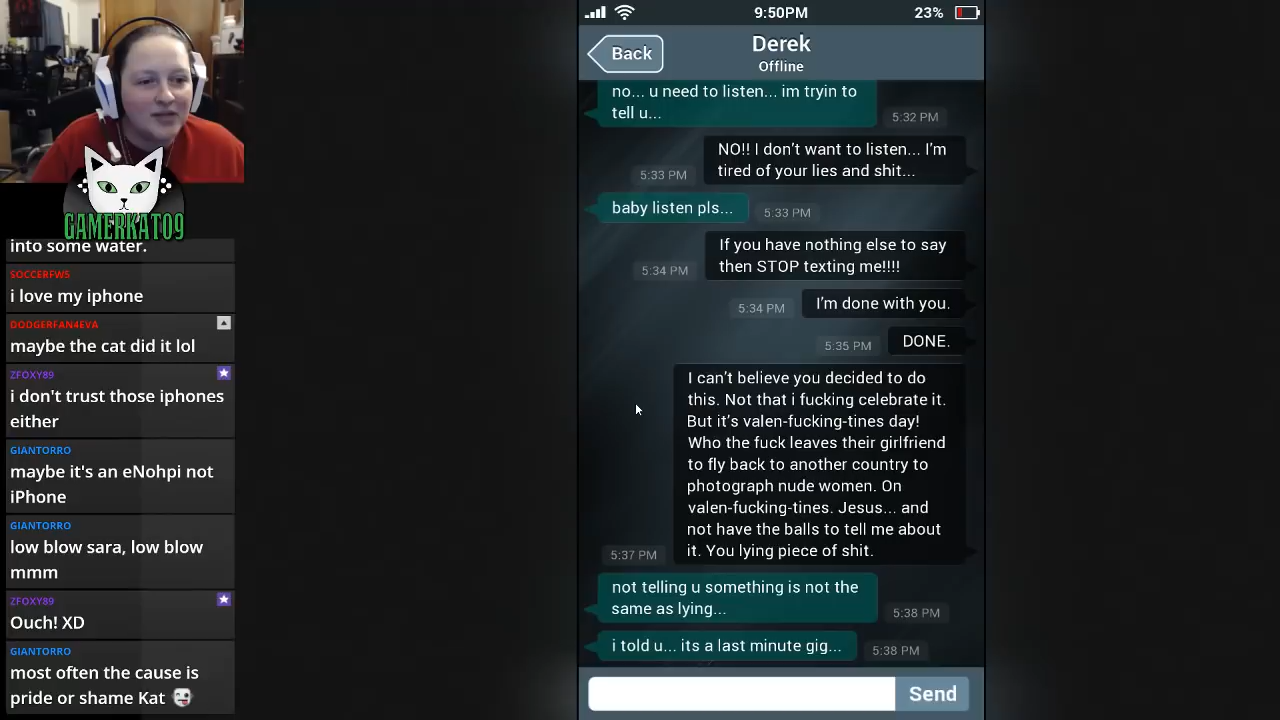 9:50PM
23%
Back
Derek
Offline
no... u need to listen... im tryin to
tell u...
5:32 PM
NO!! I don't want to listen... I'm
tired of your lies and shit...
5:33 PM
baby listen pls...
5:33 PM
If you have nothing else to say
then STOP texting me!!!!
5:34 PM
I'm done with you.
5:34 PM
DONE.
5:35 PM
I can't believe you decided to do
this. Not that i fucking celebrate it.
But it's valen-fucking-tines day!
Who the fuck leaves their girlfriend
to fly back to another country to
photograph nude women. On
valen-fucking-tines. Jesus... and
not have the balls to tell me about
it. You lying piece of shit.
5:37 PM
not telling u something is not the
same as lying...
5:38 PM
i told u... its a last minute gig...
5:38 PM
Send
GAMERKAT09
into some water.
SOCCERFW5
i love my iphone
DODGERFAN4EVA
maybe the cat did it lol
ZFOXY89
i don't trust those iphones
either
GIANTORRO
maybe it's an eNohpi not
iPhone
GIANTORRO
low blow sara, low blow
mmm
ZFOXY89
Ouch! XD
GIANTORRO
most often the cause is
pride or shame Kat